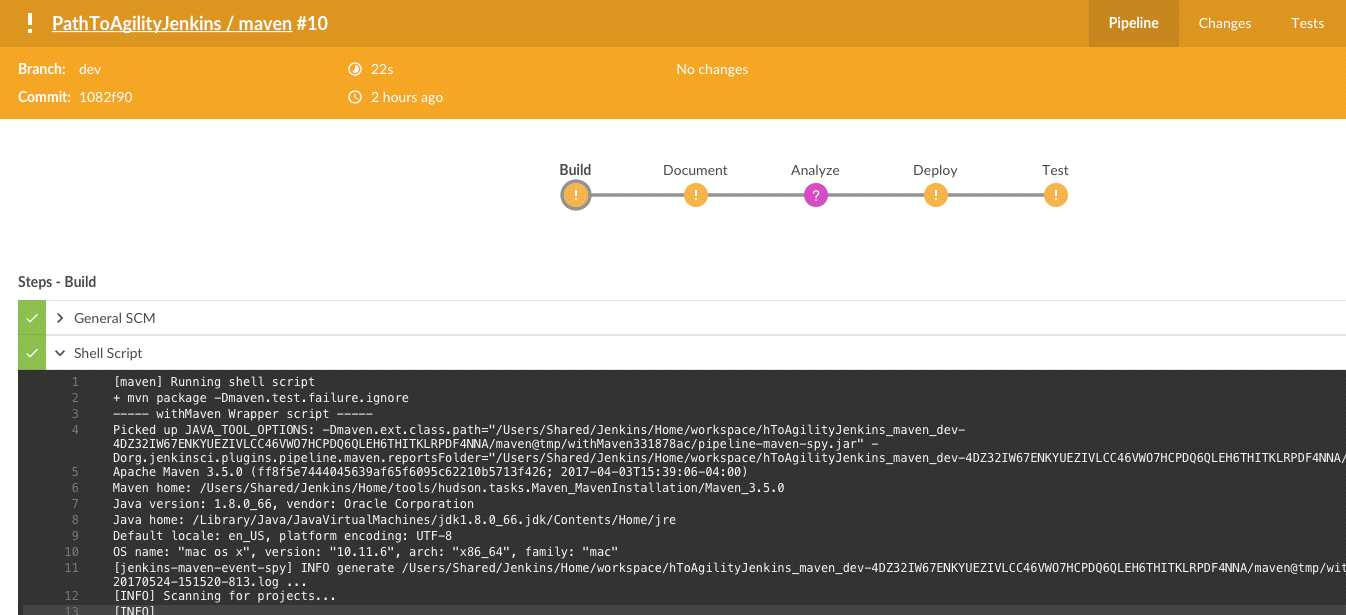 ! PathToAgilityJenkins / maven #10 Pipeline Changes Tests
Branch: dev 22s No changes
Commit: 1082f90 2 hours ago
Build Document Analyze Deploy Test
! ! ? ! !
Steps - Build
General SCM
Shell Script
1 [maven] Running shell script
2 + mvn package -Dmaven.test.failure.ignore
3 ----- withMaven Wrapper script -----
4 Picked up JAVA_TOOL_OPTIONS: -Dmaven.ext.class.path="/Users/Shared/Jenkins/Home/workspace/hToAgilityJenkins_maven_dev-
4DZ32IW67ENKYUEZIVLCC46VWO7HCPDQ6QLEH6THITKLRPDF4NNA/maven@tmp/withMaven331878ac/pipeline-maven-spy.jar" -
Dorg.jenkinsci.plugins.pipeline.maven.reportsFolder="/Users/Shared/Jenkins/Home/workspace/hToAgilityJenkins_maven_dev-4DZ32IW67ENKYUEZIVLCC46VWO7HCPDQ6QLEH6THITKLRPDF4NNA/
5 Apache Maven 3.5.0 (ff8f5e7444045639af65f6095c62210b5713f426; 2017-04-03T15:39:06-04:00)
6 Maven home: /Users/Shared/Jenkins/Home/tools/hudson.tasks.Maven_MavenInstallation/Maven_3.5.0
7 Java version: 1.8.0_66, vendor: Oracle Corporation
8 Java home: /Library/Java/JavaVirtualMachines/jdk1.8.0_66.jdk/Contents/Home/jre
9 Default locale: en_US, platform encoding: UTF-8
10 OS name: "mac os x", version: "10.11.6", arch: "x86_64", family: "mac"
11 [jenkins-maven-event-spy] INFO generate /Users/Shared/Jenkins/Home/workspace/hToAgilityJenkins_maven_dev-4DZ32IW67ENKYUEZIVLCC46VWO7HCPDQ6QLEH6THITKLRPDF4NNA/maven@tmp/wit
20170524-151520-813.log ...
12 [INFO] Scanning for projects...
13 [INFO]